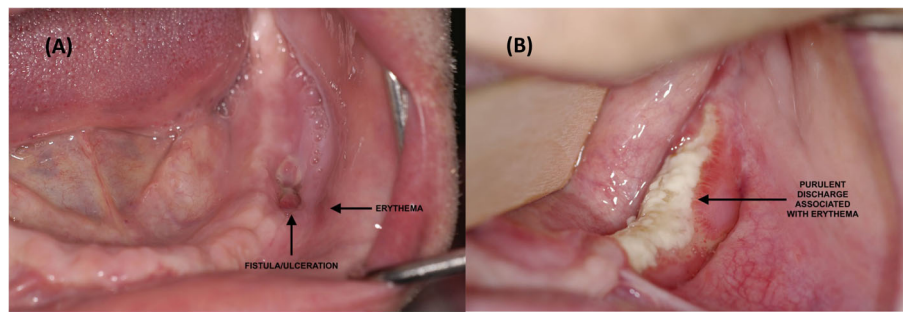 (A)
ERYTHEMA
FISTULA/ULCERATION
(B)
PURULENT
DISCHARGE
ASSOCIATED
WITH ERYTHEMA